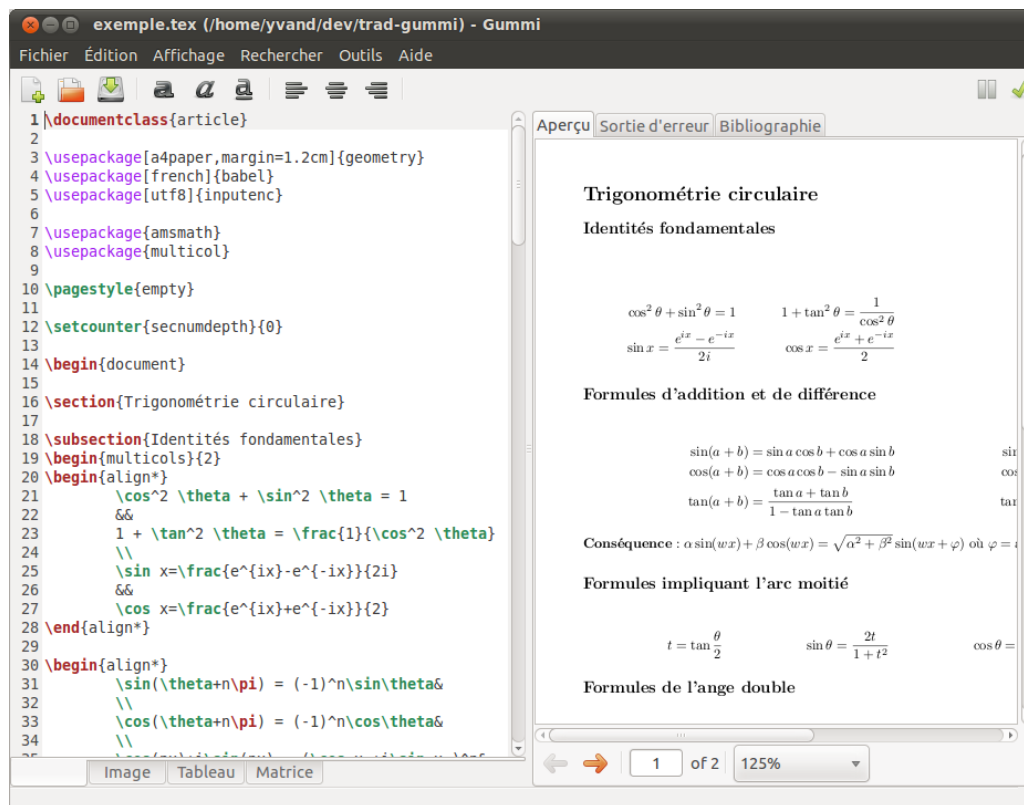 exemple.tex (/home/yvand/dev/trad-gummi) - Gummi
Fichier Édition Affichage Rechercher Outils Aide
a a a
1 \documentclass{article}
2
3 \usepackage[a4paper,margin=1.2cm]{geometry}
4 \usepackage[french]{babel}
5 \usepackage[utf8]{inputenc}
6
7 \usepackage{amsmath}
8 \usepackage{multicol}
9
10 \pagestyle{empty}
11
12 \setcounter{secnumdepth}{0}
13
14 \begin{document}
15
16 \section{Trigonométrie circulaire}
17
18 \subsection{Identités fondamentales}
19 \begin{multicols}{2}
20 \begin{align*}
21 \cos^2 \theta + \sin^2 \theta = 1
22 &&
23 1 + \tan^2 \theta = \frac{1}{\cos^2 \theta}
24 \\
25 \sin x=\frac{e^{ix}-e^{-ix}}{2i}
26 &&
27 \cos x=\frac{e^{ix}+e^{-ix}}{2}
28 \end{align*}
29
30 \begin{align*}
31 \sin(\theta+n\pi) = (-1)^n\sin\theta&
32 \\
33 \cos(\theta+n\pi) = (-1)^n\cos\theta&
34 \\
Image Tableau Matrice
Aperçu Sortie d'erreur Bibliographie
Trigonométrie circulaire
Identités fondamentales
cos² θ + sin² θ = 1 1 + tan² θ = 1/cos² θ
sin x = (e^{ix} − e^{−ix})/2i cos x = (e^{ix} + e^{−ix})/2
Formules d'addition et de différence
sin(a + b) = sin a cos b + cos a sin b sin
cos(a + b) = cos a cos b − sin a sin b cos
tan(a + b) = (tan a + tan b)/(1 − tan a tan b) tan
Conséquence : α sin(wx) + β cos(wx) = √(α² + β²) sin(wx + φ) où φ =
Formules impliquant l'arc moitié
t = tan θ/2 sin θ = 2t/(1 + t²) cos θ =
Formules de l'ange double
1 of 2 125%